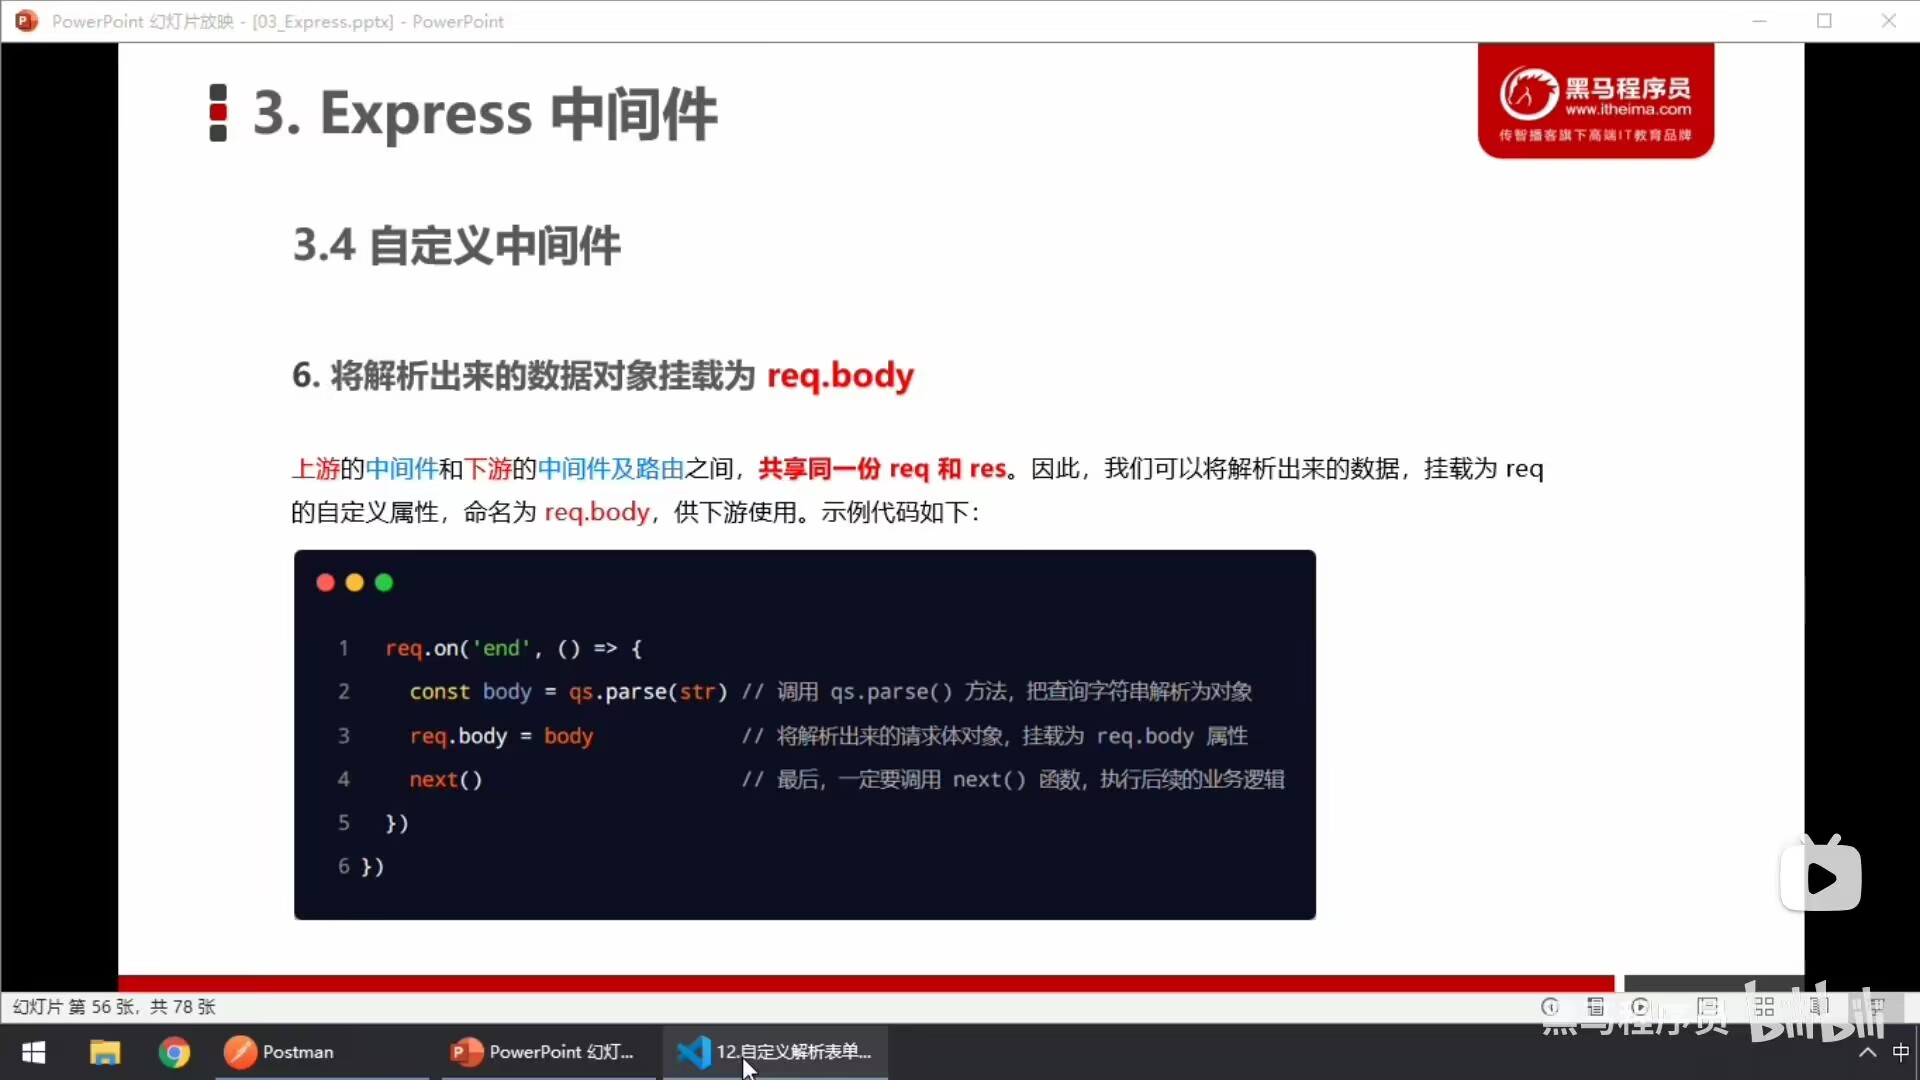 PowerPoint 幻灯片放映 - [03_Express.pptx] - PowerPoint
3. Express 中间件
黑马程序员
www.itheima.com
传智播客旗下高端IT教育品牌
3.4 自定义中间件
6. 将解析出来的数据对象挂载为 req.body
上游的中间件和下游的中间件及路由之间，共享同一份 req 和 res。因此，我们可以将解析出来的数据，挂载为 req
的自定义属性，命名为 req.body，供下游使用。示例代码如下：
1 req.on('end', () => {
2 const body = qs.parse(str) // 调用 qs.parse() 方法，把查询字符串解析为对象
3 req.body = body // 将解析出来的请求体对象，挂载为 req.body 属性
4 next() // 最后，一定要调用 next() 函数，执行后续的业务逻辑
5 })
6 })
幻灯片 第 56 张，共 78 张
黑马程序员 bilibili
Postman
PowerPoint 幻灯...
12.自定义解析表单...
中